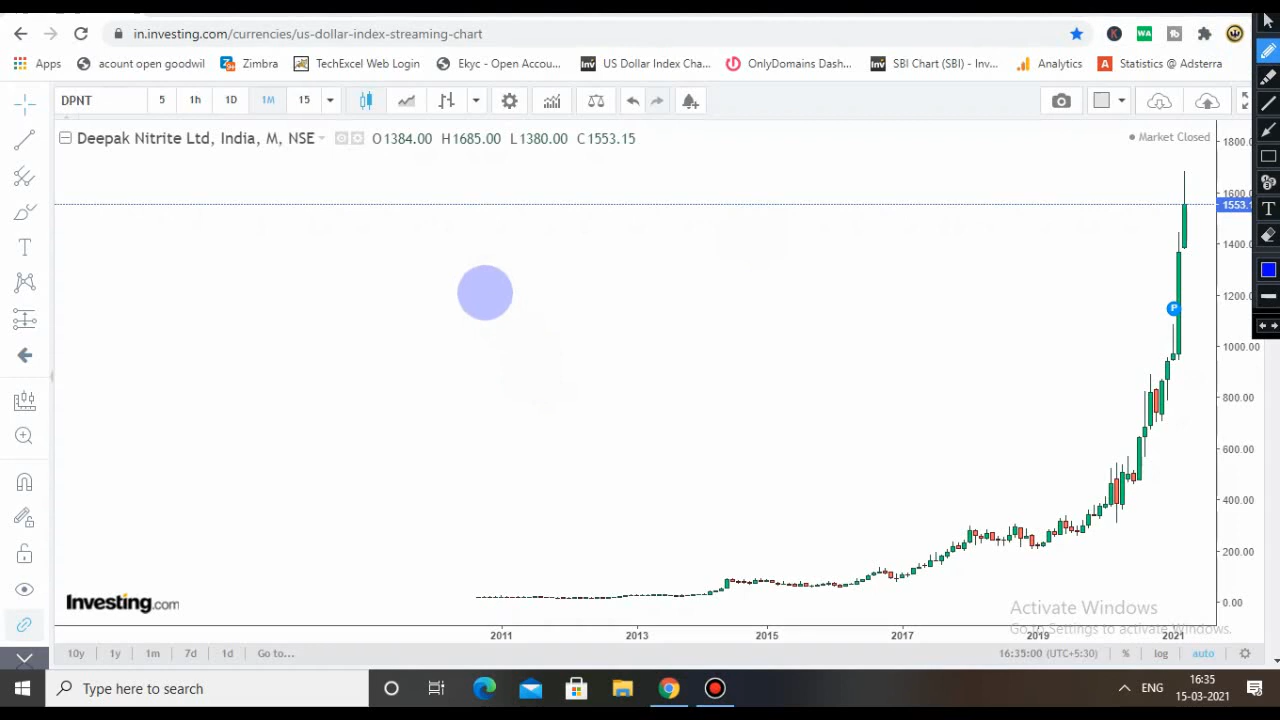 in.investing.com/currencies/us-dollar-index-streaming-chart
Apps acount open goodwil Zimbra TechExcel Web Login Ekyc - Open Accou... US Dollar Index Cha... OnlyDomains Dash... SBI Chart (SBI) - Inv... Analytics Statistics @ Adsterra
DPNT 5 1h 1D 1M 15
Deepak Nitrite Ltd, India, M, NSE O1384.00 H1685.00 L1380.00 C1553.15
Market Closed
1800.00
1600.00
1553.1
1400.00
1200.00
P
1000.00
800.00
600.00
400.00
200.00
0.00
Investing.com
Activate Windows
Go to Settings to activate Windows.
2011 2013 2015 2017 2019 2021
10y 1y 1m 7d 1d Go to... 16:35:00 (UTC+5:30) % log auto
Type here to search
ENG
16:35
15-03-2021